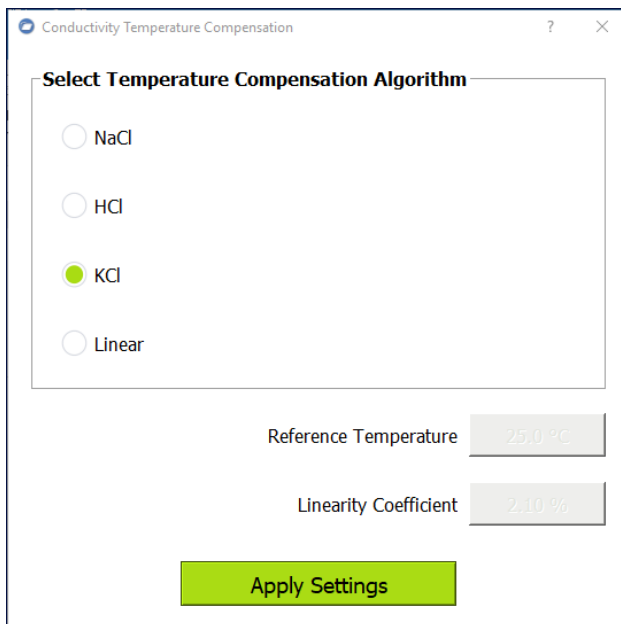 Conductivity Temperature Compensation
?
Select Temperature Compensation Algorithm
NaCl
HCl
KCl
Linear
Reference Temperature 25.0 °C
Linearity Coefficient 2.10 %
Apply Settings